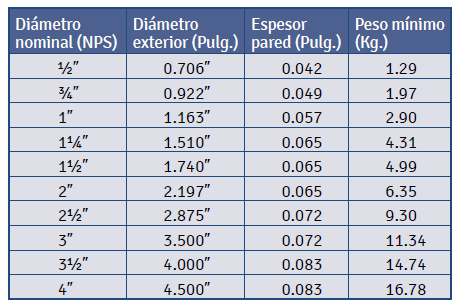 Diámetro nominal (NPS) Diámetro exterior (Pulg.) Espesor pared (Pulg.) Peso mínimo (Kg.)
½″ 0.706″ 0.042 1.29
¾″ 0.922″ 0.049 1.97
1″ 1.163″ 0.057 2.90
1¼″ 1.510″ 0.065 4.31
1½″ 1.740″ 0.065 4.99
2″ 2.197″ 0.065 6.35
2½″ 2.875″ 0.072 9.30
3″ 3.500″ 0.072 11.34
3½″ 4.000″ 0.083 14.74
4″ 4.500″ 0.083 16.78